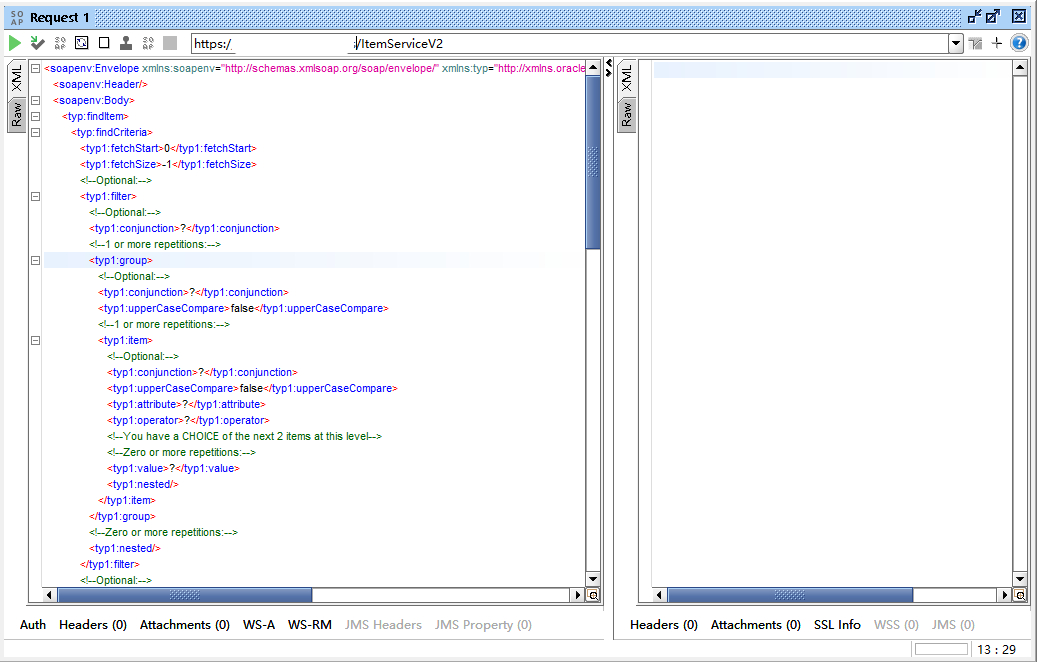 SO AP Request 1
https:/ /ItemServiceV2
XML
Raw
<soapenv:Envelope xmlns:soapenv="http://schemas.xmlsoap.org/soap/envelope/" xmlns:typ="http://xmlns.oracle
<soapenv:Header/>
<soapenv:Body>
<typ:findItem>
<typ:findCriteria>
<typ1:fetchStart>0</typ1:fetchStart>
<typ1:fetchSize>-1</typ1:fetchSize>
<!--Optional:-->
<typ1:filter>
<!--Optional:-->
<typ1:conjunction>?</typ1:conjunction>
<!--1 or more repetitions:-->
<typ1:group>
<!--Optional:-->
<typ1:conjunction>?</typ1:conjunction>
<typ1:upperCaseCompare>false</typ1:upperCaseCompare>
<!--1 or more repetitions:-->
<typ1:item>
<!--Optional:-->
<typ1:conjunction>?</typ1:conjunction>
<typ1:upperCaseCompare>false</typ1:upperCaseCompare>
<typ1:attribute>?</typ1:attribute>
<typ1:operator>?</typ1:operator>
<!--You have a CHOICE of the next 2 items at this level-->
<!--Zero or more repetitions:-->
<typ1:value>?</typ1:value>
<typ1:nested/>
</typ1:item>
</typ1:group>
<!--Zero or more repetitions:-->
<typ1:nested/>
</typ1:filter>
<!--Optional:-->
XML
Raw
Auth Headers (0) Attachments (0) WS-A WS-RM JMS Headers JMS Property (0)
Headers (0) Attachments (0) SSL Info WSS (0) JMS (0)
13 : 29